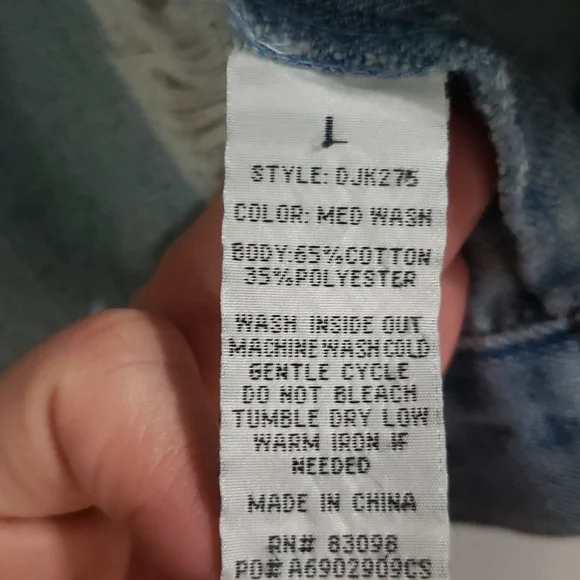 L
STYLE: DJK275
COLOR: MED WASH
BODY:65%COTTON
35%POLYESTER
WASH INSIDE OUT
MACHINE WASH COLD
GENTLE CYCLE
DO NOT BLEACH
TUMBLE DRY LOW
WARM IRON IF
NEEDED
MADE IN CHINA
RN# 83098
PO# A6902909CS